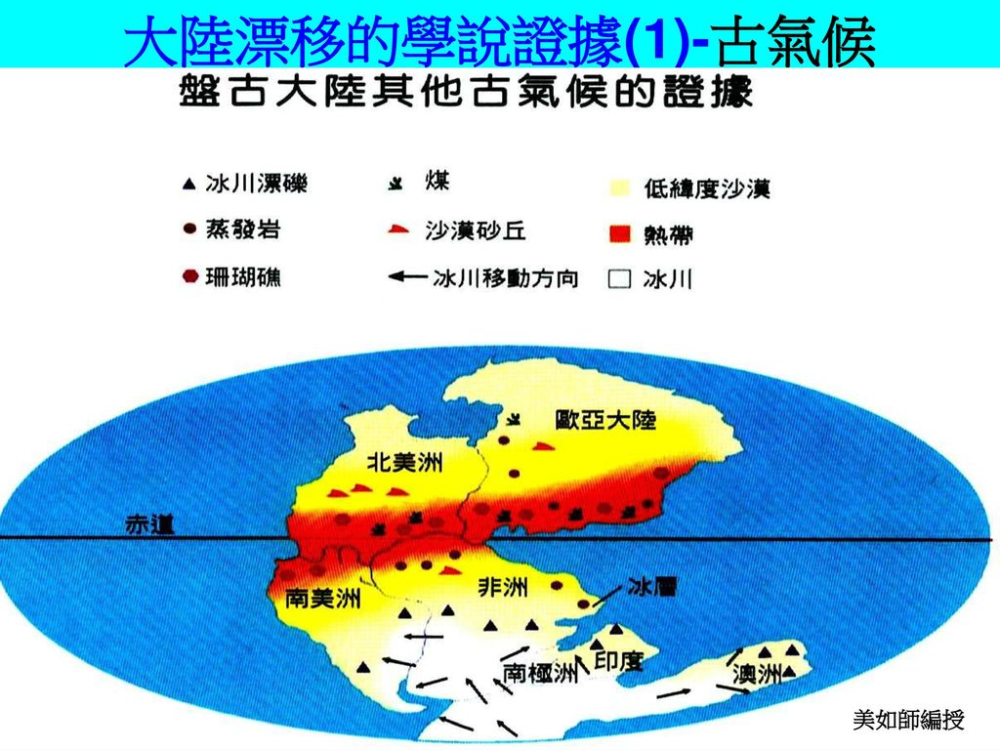 大陸漂移的學說證據(1)-古氣候
盤古大陸其他古氣候的證據
冰川漂礫 煤 低緯度沙漠
蒸發岩 沙漠砂丘 熱帶
珊瑚礁 冰川移動方向 冰川
歐亞大陸
北美洲
赤道
南美洲 非洲 冰層
南極洲 印度 澳洲
美如師編授